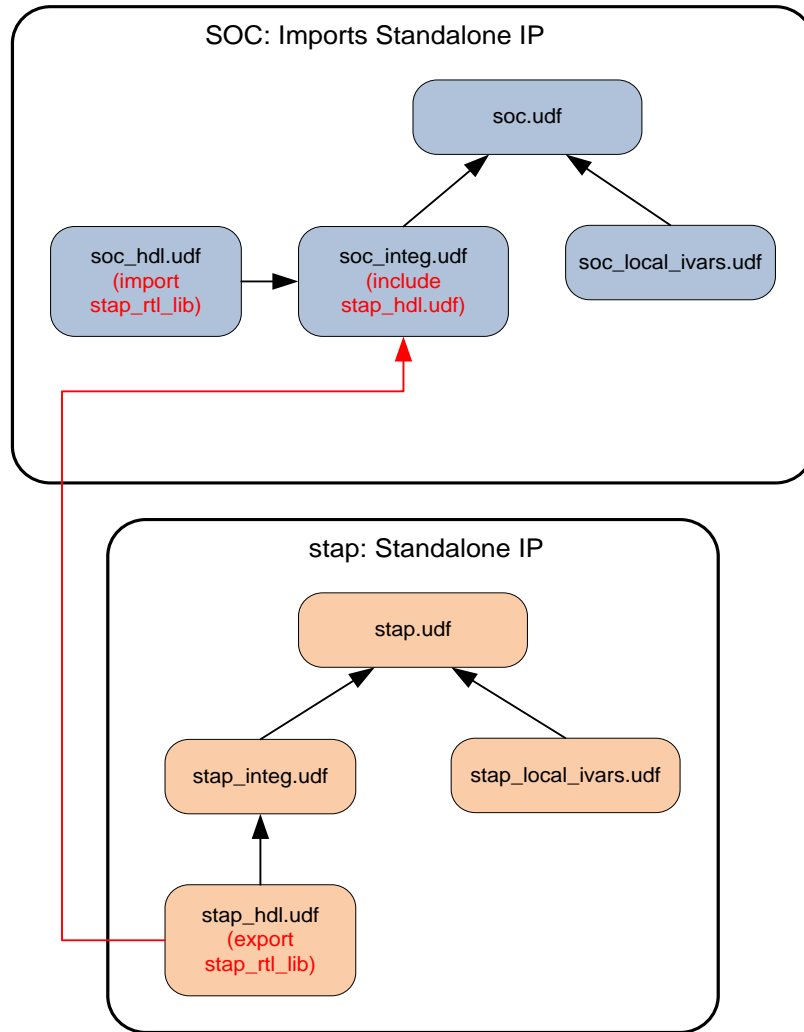 SOC: Imports Standalone IP
soc.udf
soc_hdl.udf
(import
stap_rtl_lib)
soc_integ.udf
(include
stap_hdl.udf)
soc_local_ivars.udf
stap: Standalone IP
stap.udf
stap_integ.udf
stap_local_ivars.udf
stap_hdl.udf
(export
stap_rtl_lib)